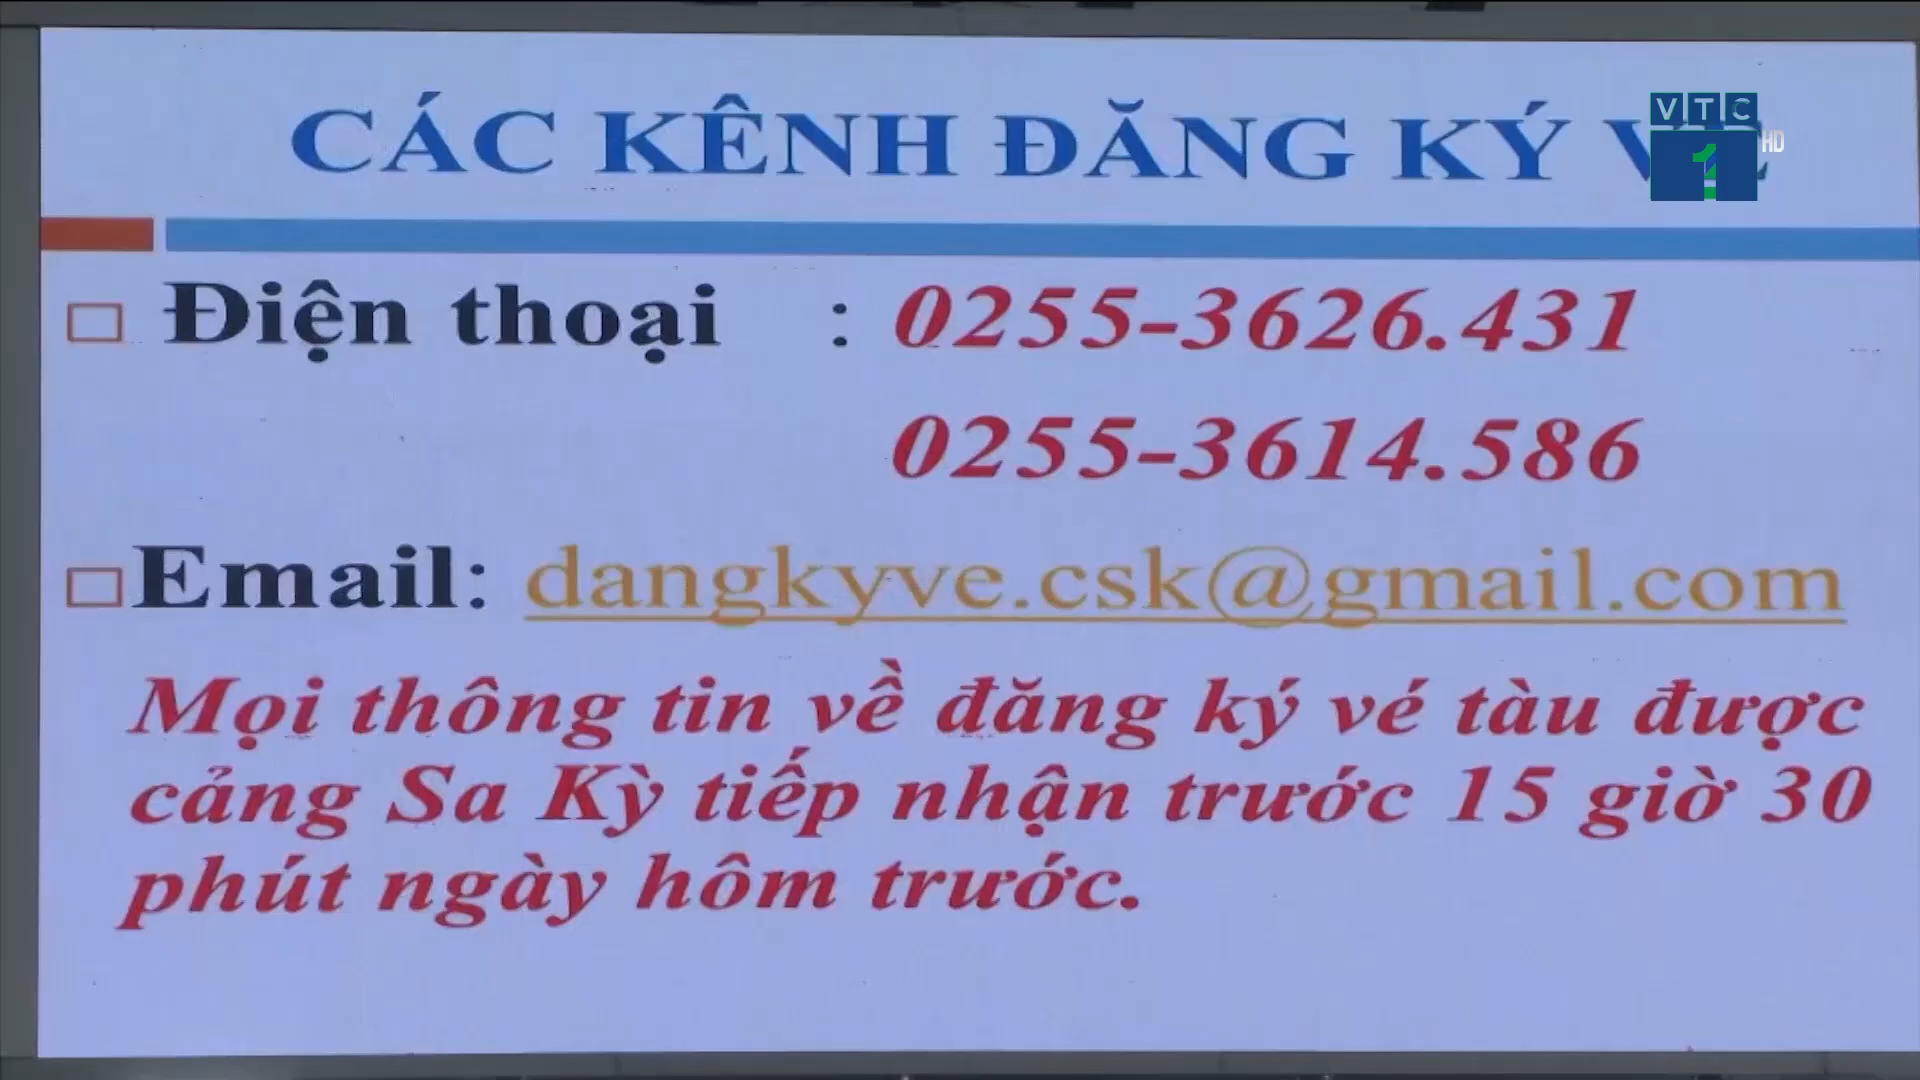 CÁC KÊNH ĐĂNG KÝ
VTC
1
HD
Điện thoại : 0255-3626.431
0255-3614.586
Email: dangkyve.csk@gmail.com
Mọi thông tin về đăng ký vé tàu được
cảng Sa Kỳ tiếp nhận trước 15 giờ 30
phút ngày hôm trước.